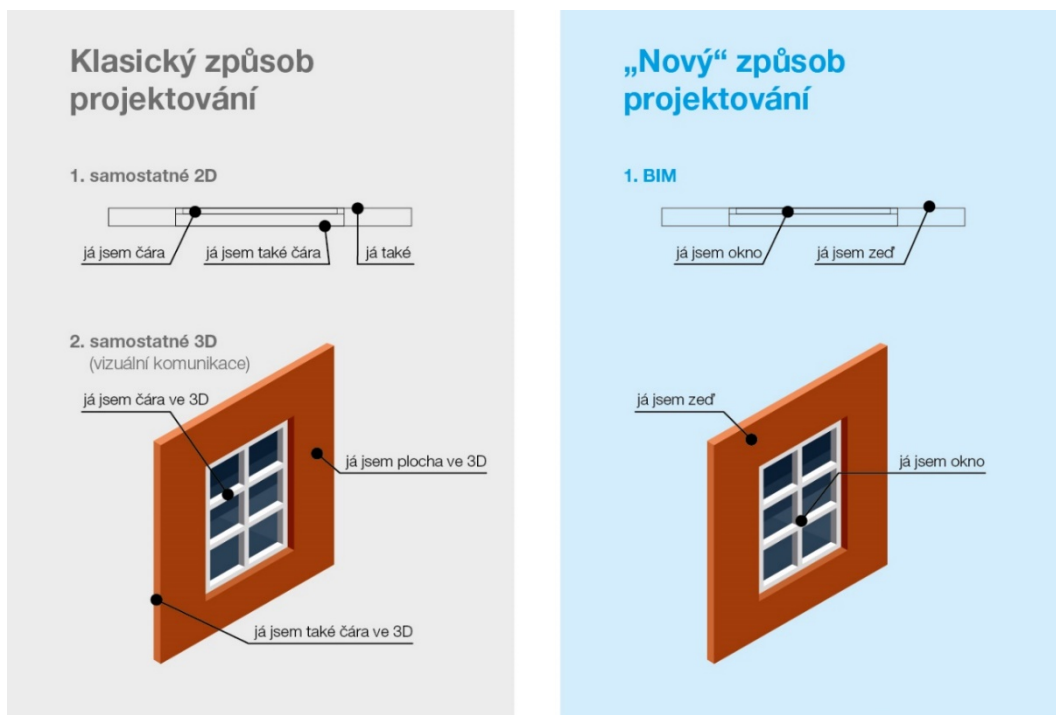 Klasický způsob
projektování
1. samostatné 2D
já jsem čára
já jsem také čára
já také
2. samostatné 3D
(vizuální komunikace)
já jsem čára ve 3D
já jsem plocha ve 3D
já jsem také čára ve 3D
„Nový“ způsob
projektování
1. BIM
já jsem okno
já jsem zeď
já jsem zeď
já jsem okno